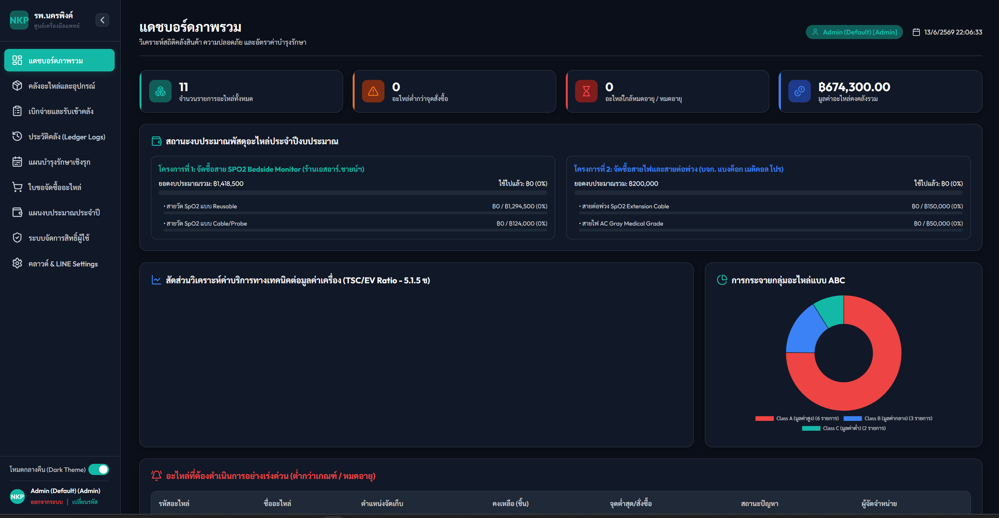 NKP
รพ.นครพิงค์
ศูนย์เครื่องมือแพทย์
แดชบอร์ดภาพรวม
คลังอะไหล่และอุปกรณ์
เบิกจ่ายและรับเข้าคลัง
ประวัติคลัง (Ledger Logs)
แผนบำรุงรักษาเชิงรุก
ใบขอจัดซื้ออะไหล่
แผนงบประมาณประจำปี
ระบบจัดการสิทธิ์ผู้ใช้
คลาวด์ & LINE Settings
โหมดกลางคืน (Dark Theme)
NKP
Admin (Default) (Admin)
ออกจากระบบ | เปลี่ยนรหัส
แดชบอร์ดภาพรวม
วิเคราะห์สถิติคลังสินค้า ความปลอดภัย และอัตราค่าบำรุงรักษา
Admin (Default) [Admin]
13/6/2569 22:06:33
11
จำนวนรายการอะไหล่ทั้งหมด
0
อะไหล่ต่ำกว่าจุดสั่งซื้อ
0
อะไหล่ใกล้หมดอายุ / หมดอายุ
฿674,300.00
มูลค่าอะไหล่คงคลังรวม
สถานะงบประมาณพัสดุอะไหล่ประจำปีงบประมาณ
โครงการที่ 1: จัดซื้อสาย SPO2 Bedside Monitor (ร้านเอสอาร์.ชายน์ฯ)
ยอดงบประมาณรวม: ฿1,418,500 ใช้ไปแล้ว: ฿0 (0%)
• สายวัด SpO2 แบบ Reusable ฿0 / ฿1,294,500 (0%)
• สายวัด SpO2 แบบ Cable/Probe ฿0 / ฿124,000 (0%)
โครงการที่ 2: จัดซื้อสายไฟและสายต่อพ่วง (บจก. แบงค็อก เมดิคอล โปร)
ยอดงบประมาณรวม: ฿200,000 ใช้ไปแล้ว: ฿0 (0%)
• สายต่อพ่วง SpO2 Extension Cable ฿0 / ฿150,000 (0%)
• สายไฟ AC Gray Medical Grade ฿0 / ฿50,000 (0%)
สัดส่วนวิเคราะห์ค่าบริการทางเทคนิคต่อมูลค่าเครื่อง (TSC/EV Ratio - 5.1.5 ข)
การกระจายกลุ่มอะไหล่แบบ ABC
Class A (มูลค่าสูง) (6 รายการ) Class B (มูลค่ากลาง) (3 รายการ)
Class C (มูลค่าต่ำ) (2 รายการ)
อะไหล่ที่ต้องดำเนินการอย่างเร่งด่วน (ต่ำกว่าเกณฑ์ / หมดอายุ)
รหัสอะไหล่ ชื่ออะไหล่ ตำแหน่งจัดเก็บ คงเหลือ (ชิ้น) จุดต่ำสุด/สั่งซื้อ สถานะปัญหา ผู้จัดจำหน่าย